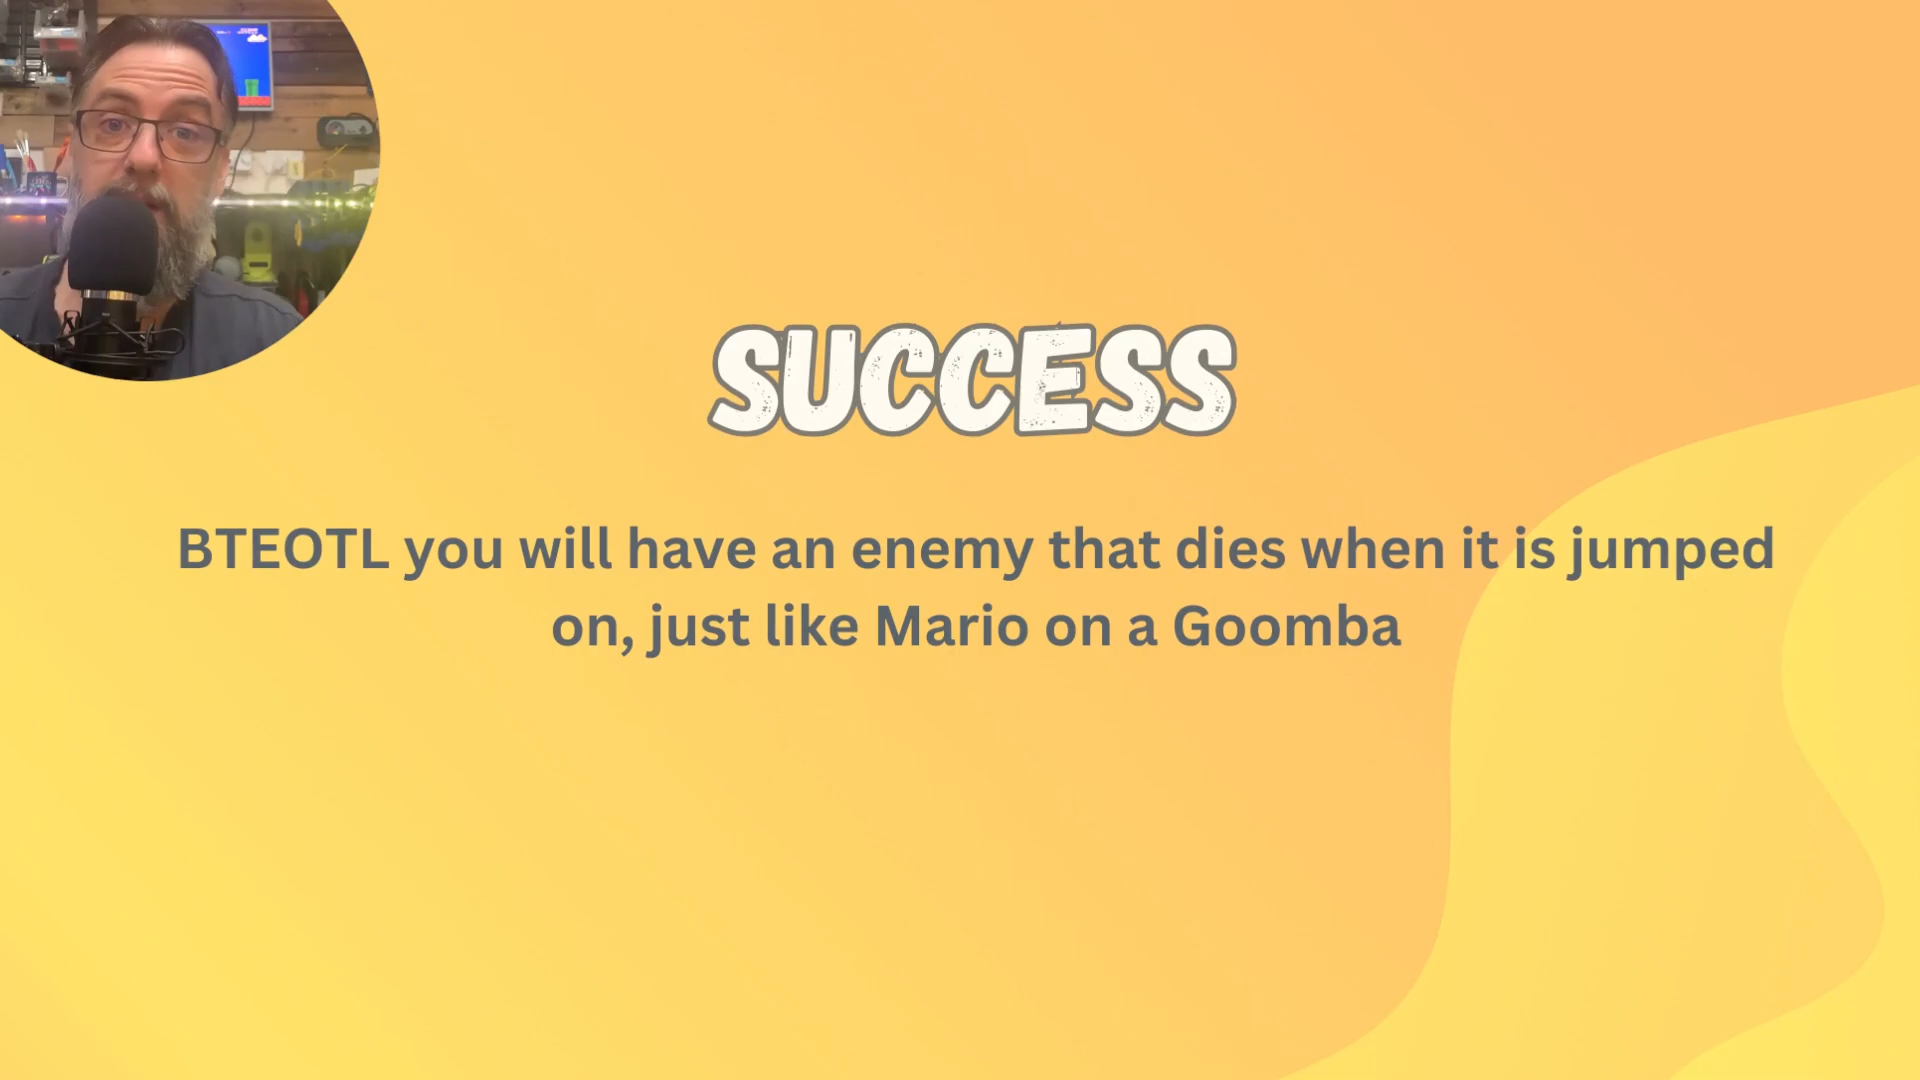 SUCCESS
BTEOTL you will have an enemy that dies when it is jumped
on, just like Mario on a Goomba